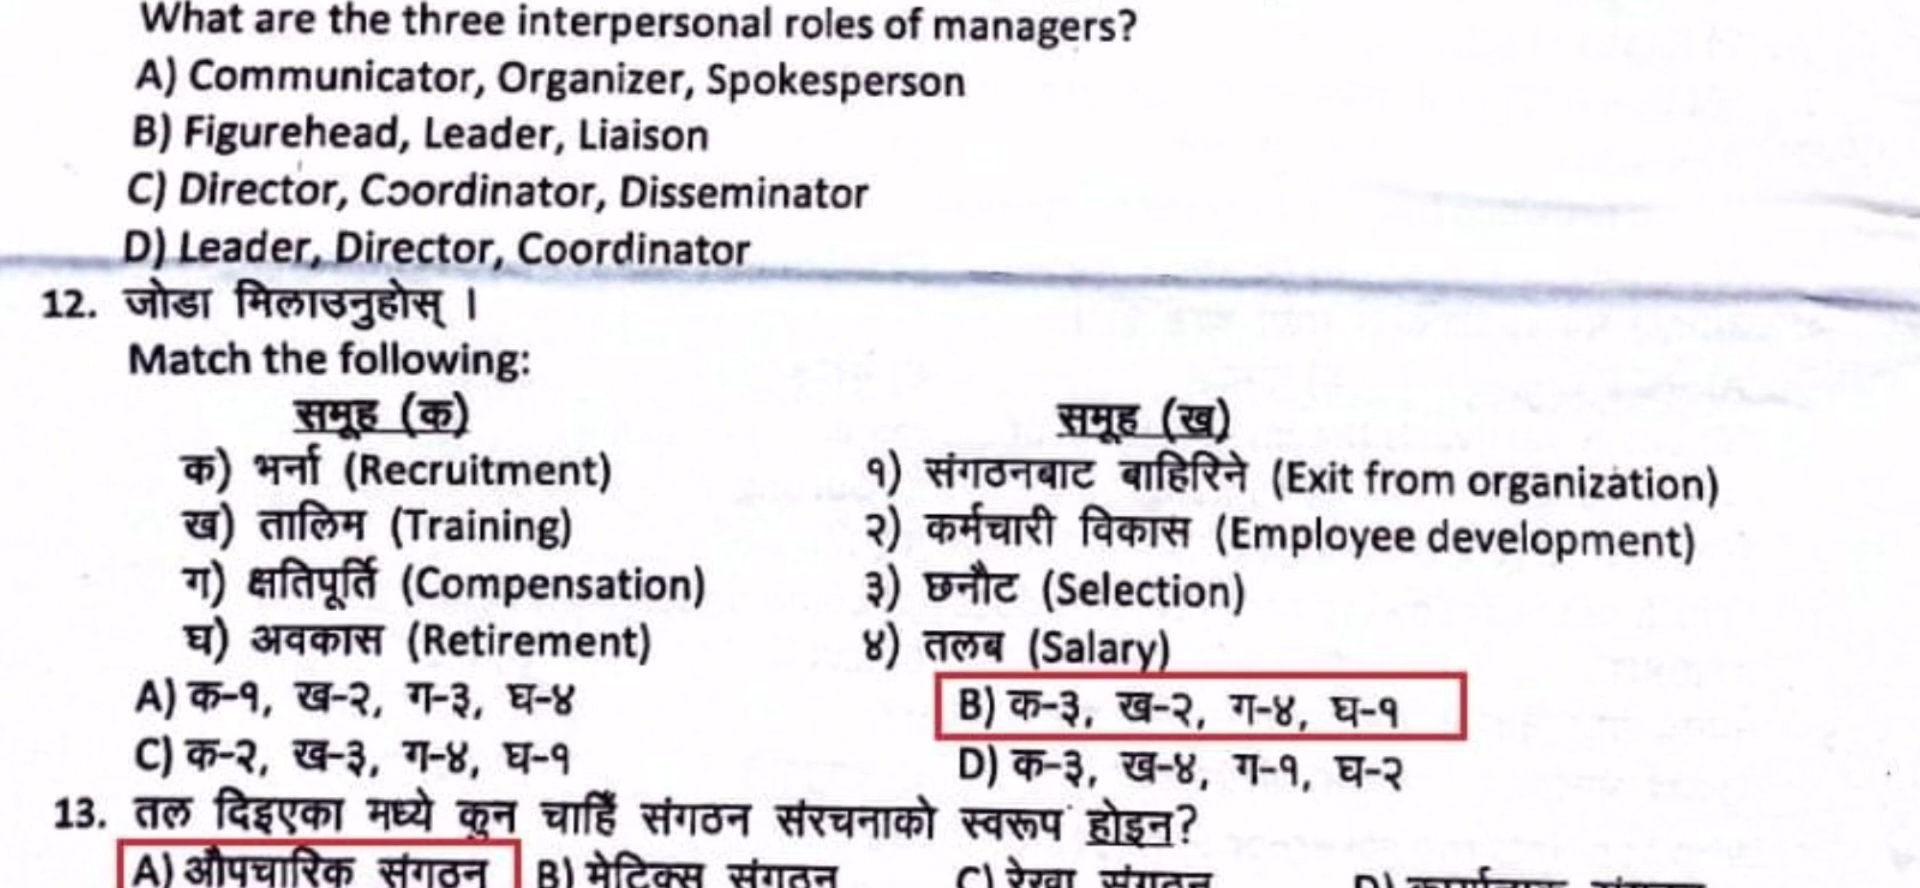 What are the three interpersonal roles of managers?
A) Communicator, Organizer, Spokesperson
B) Figurehead, Leader, Liaison
C) Director, Coordinator, Disseminator
D) Leader, Director, Coordinator
12. जोडा मिलाउनुहोस् ।
Match the following:
समूह (क) समूह (ख)
क) भर्ना (Recruitment) १) संगठनबाट बाहिरिने (Exit from organization)
ख) तालिम (Training) २) कर्मचारी विकास (Employee development)
ग) क्षतिपूर्ति (Compensation) ३) छनौट (Selection)
घ) अवकास (Retirement) ४) तलब (Salary)
A) क-१, ख-२, ग-३, घ-४ B) क-३, ख-२, ग-४, घ-१
C) क-२, ख-३, ग-४, घ-१ D) क-३, ख-४, ग-१, घ-२
13. तल दिइएका मध्ये कुन चाहिँ संगठन संरचनाको स्वरूप होइन?
A) औपचारिक संगठन B) मेट्रिक्स संगठन C) रेखा संगठन D)